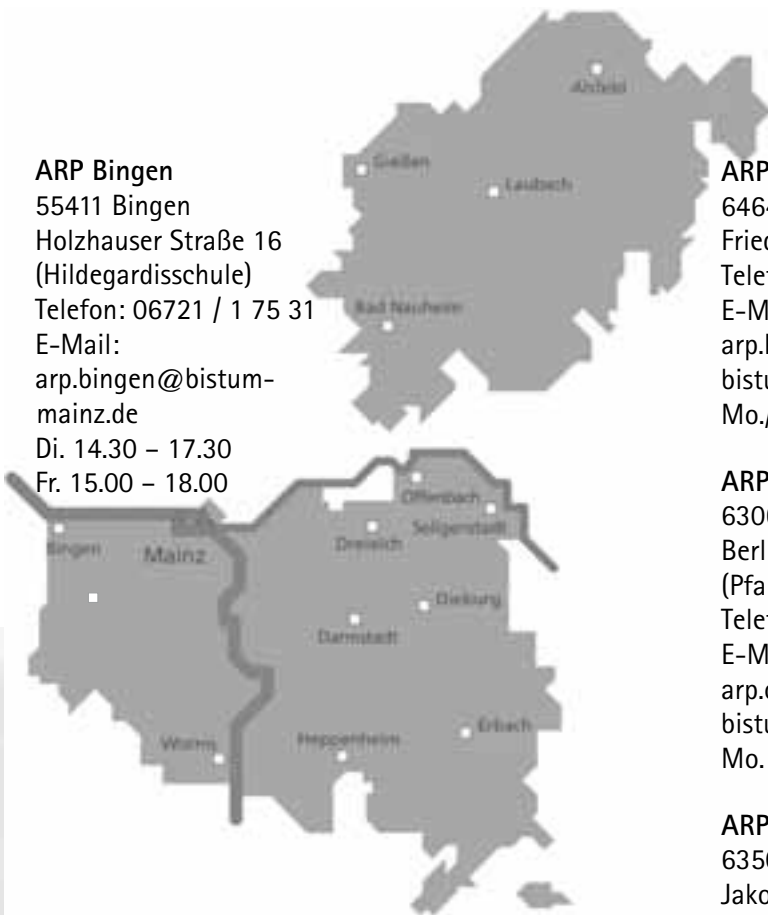 ARP Bingen
55411 Bingen
Holzhauser Straße 16
(Hildegardisschule)
Telefon: 06721 / 1 75 31
E-Mail:
arp.bingen@bistum-
mainz.de
Di. 14.30 – 17.30
Fr. 15.00 – 18.00
Alsfeld
Gießen
Laubach
Bad Nauheim
Offenbach
Seligenstadt
Dreieich
Bingen
Mainz
Dieburg
Darmstadt
Worms
Heppenheim
Erbach
ARP
Mo./
ARP
Mo.
ARP